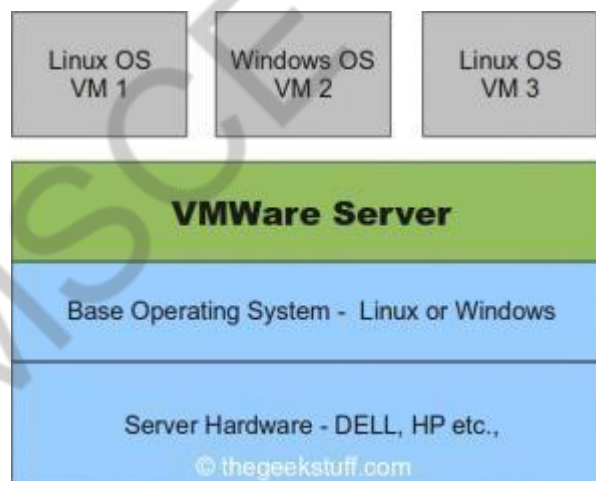 Linux OS
VM 1
Windows OS
VM 2
Linux OS
VM 3
VMWare Server
Base Operating System - Linux or Windows
Server Hardware - DELL, HP etc.,
© thegeekstuff.com